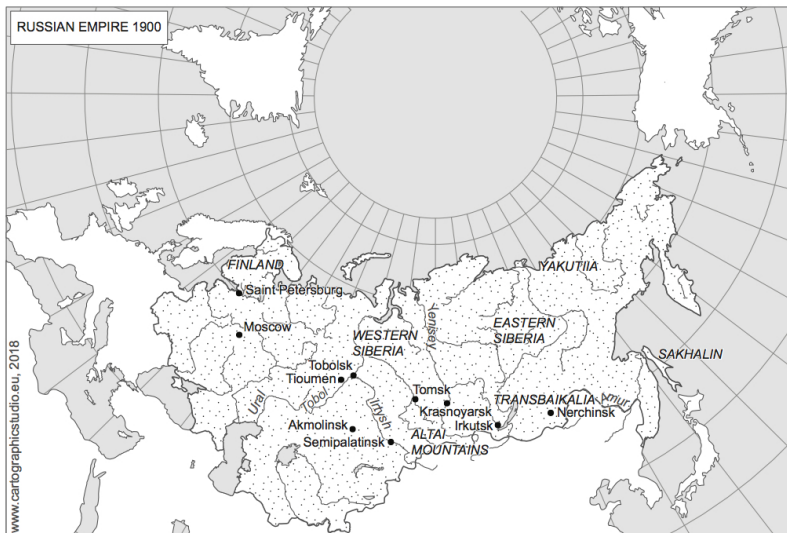 RUSSIAN EMPIRE 1900
FINLAND
Saint Petersburg
YAKUTIIA
Moscow
Yenisey
WESTERN
SIBERIA
EASTERN
SIBERIA
SAKHALIN
Tobolsk
Tioumen
Ural
Tobol
Irtysh
Tomsk
Krasnoyarsk
TRANSBAIKALIA
Amur
Nerchinsk
Irkutsk
Akmolinsk
Semipalatinsk
ALTAI
MOUNTAINS
www.cartographicstudio.eu, 2018